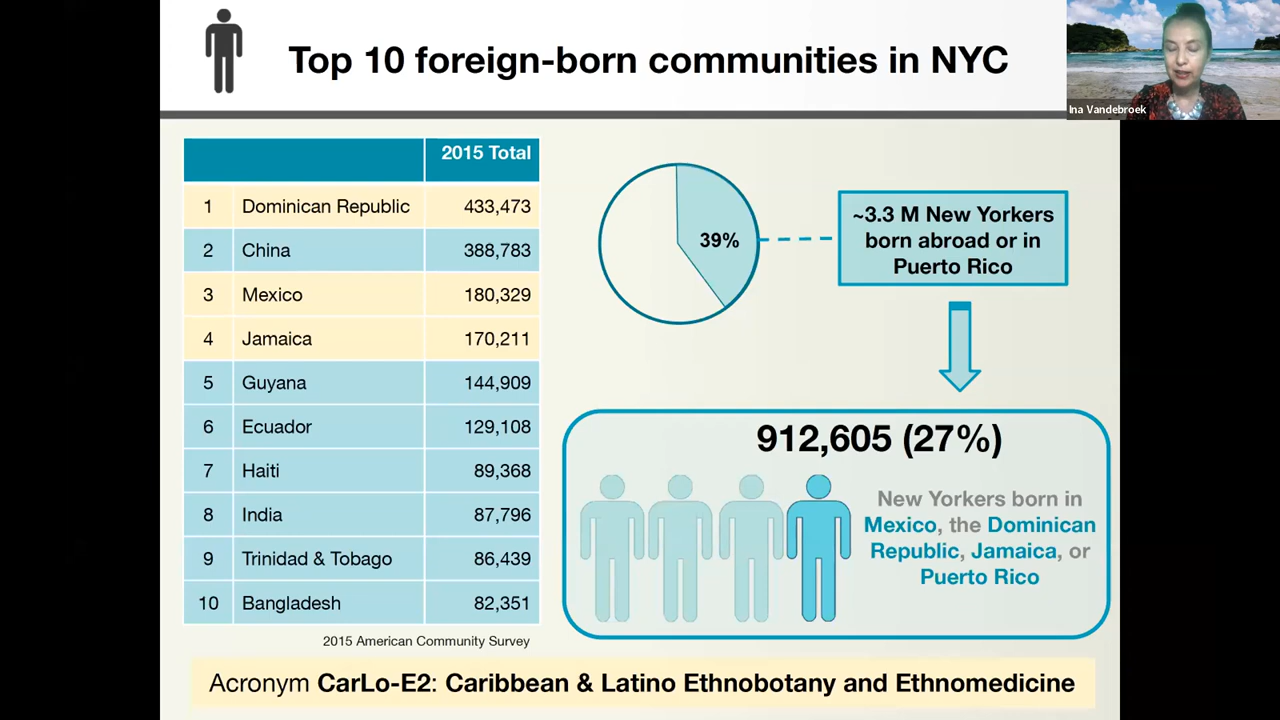 Top 10 foreign-born communities in NYC
Ina Vandebroek
2015 Total
1 Dominican Republic 433,473
2 China 388,783
3 Mexico 180,329
4 Jamaica 170,211
5 Guyana 144,909
6 Ecuador 129,108
7 Haiti 89,368
8 India 87,796
9 Trinidad & Tobago 86,439
10 Bangladesh 82,351
2015 American Community Survey
39%
~3.3 M New Yorkers
born abroad or in
Puerto Rico
912,605 (27%)
New Yorkers born in
Mexico, the Dominican
Republic, Jamaica, or
Puerto Rico
Acronym CarLo-E2: Caribbean & Latino Ethnobotany and Ethnomedicine